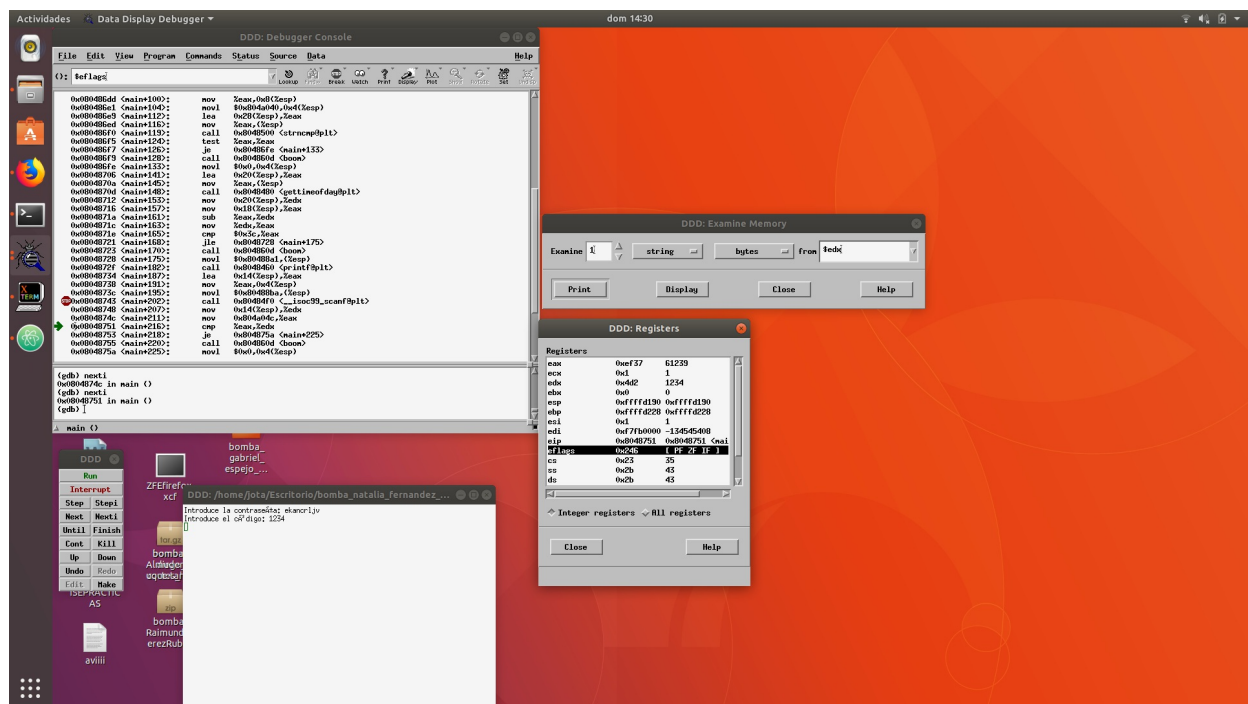 Actividades
Data Display Debugger
dom 14:30
DDD: Debugger Console
File Edit View Program Commands Status Source Data Help
(): $eflags
Lookup Break Watch Print Display Plot Set
0x080486dd <main+100>: mov %eax,0x8(%esp)
0x080486e1 <main+104>: movl $0x804a040,0x4(%esp)
0x080486e9 <main+112>: lea 0x28(%esp),%eax
0x080486ed <main+116>: mov %eax,(%esp)
0x080486f0 <main+119>: call 0x8048500 <strncmp@plt>
0x080486f5 <main+124>: test %eax,%eax
0x080486f7 <main+126>: je 0x80486fe <main+133>
0x080486f9 <main+128>: call 0x804860d <boom>
0x080486fe <main+133>: movl $0x0,0x4(%esp)
0x08048706 <main+141>: lea 0x20(%esp),%eax
0x0804870a <main+145>: mov %eax,(%esp)
0x0804870d <main+148>: call 0x8048480 <gettimeofday@plt>
0x08048712 <main+153>: mov 0x20(%esp),%edx
0x08048716 <main+157>: mov 0x18(%esp),%eax
0x0804871a <main+161>: sub %eax,%edx
0x0804871c <main+163>: mov %edx,%eax
0x0804871e <main+165>: cmp $0x3c,%eax
0x08048721 <main+168>: jle 0x8048728 <main+175>
0x08048723 <main+170>: call 0x804860d <boom>
0x08048728 <main+175>: movl $0x80488a1,(%esp)
0x0804872f <main+182>: call 0x8048460 <printf@plt>
0x08048734 <main+187>: lea 0x14(%esp),%eax
0x08048738 <main+191>: mov %eax,0x4(%esp)
0x0804873c <main+195>: movl $0x80488ba,(%esp)
0x08048743 <main+202>: call 0x80484f0 <__isoc99_scanf@plt>
0x08048748 <main+207>: mov 0x14(%esp),%edx
0x0804874c <main+211>: mov 0x804a04c,%eax
0x08048751 <main+216>: cmp %eax,%edx
0x08048753 <main+218>: je 0x804875a <main+225>
0x08048755 <main+220>: call 0x804860d <boom>
0x0804875a <main+225>: movl $0x0,0x4(%esp)
(gdb) nexti
0x0804874c in main ()
(gdb) nexti
0x08048751 in main ()
(gdb)
main ()
DDD: Examine Memory
Examine 1 string bytes from $edx
Print Display Close Help
DDD: Registers
Registers
eax 0xef37 61239
ecx 0x1 1
edx 0x4d2 1234
ebx 0x0 0
esp 0xffffd190 0xffffd190
ebp 0xffffd228 0xffffd228
esi 0x1 1
edi 0xf7fb0000 -134545408
eip 0x8048751 0x8048751 <mai
eflags 0x246 [ PF ZF IF ]
cs 0x23 35
ss 0x2b 43
ds 0x2b 43
Integer registers All registers
Close Help
DDD
Run
Interrupt
Step Stepi
Next Nexti
Until Finish
Cont Kill
Up Down
Undo Redo
Edit Make
bomba_
gabriel_
espejo_...
ZFEfirefox
xcf
DDD: /home/jota/Escritorio/bomba_natalia_fernandez_...
Introduce la contraseÃ±a: ekancrljv
Introduce el cÃ³digo: 1234
tor.gz
bomba
zip
bomba
Raimund
erezRub
ISEPRACTIC
AS
aviiii
X
TERM
STOP